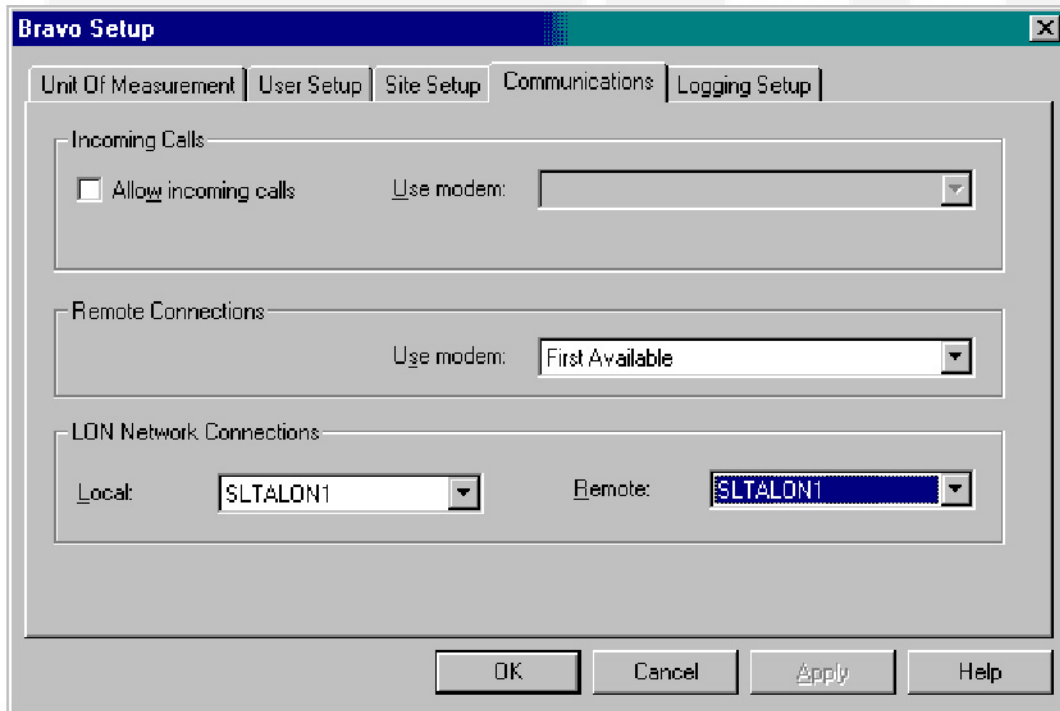 Bravo Setup
Unit Of Measurement User Setup Site Setup Communications Logging Setup
Incoming Calls
Allow incoming calls Use modem:
Remote Connections
Use modem: First Available
LON Network Connections
Local: SLTALON1 Remote: SLTALON1
OK Cancel Apply Help